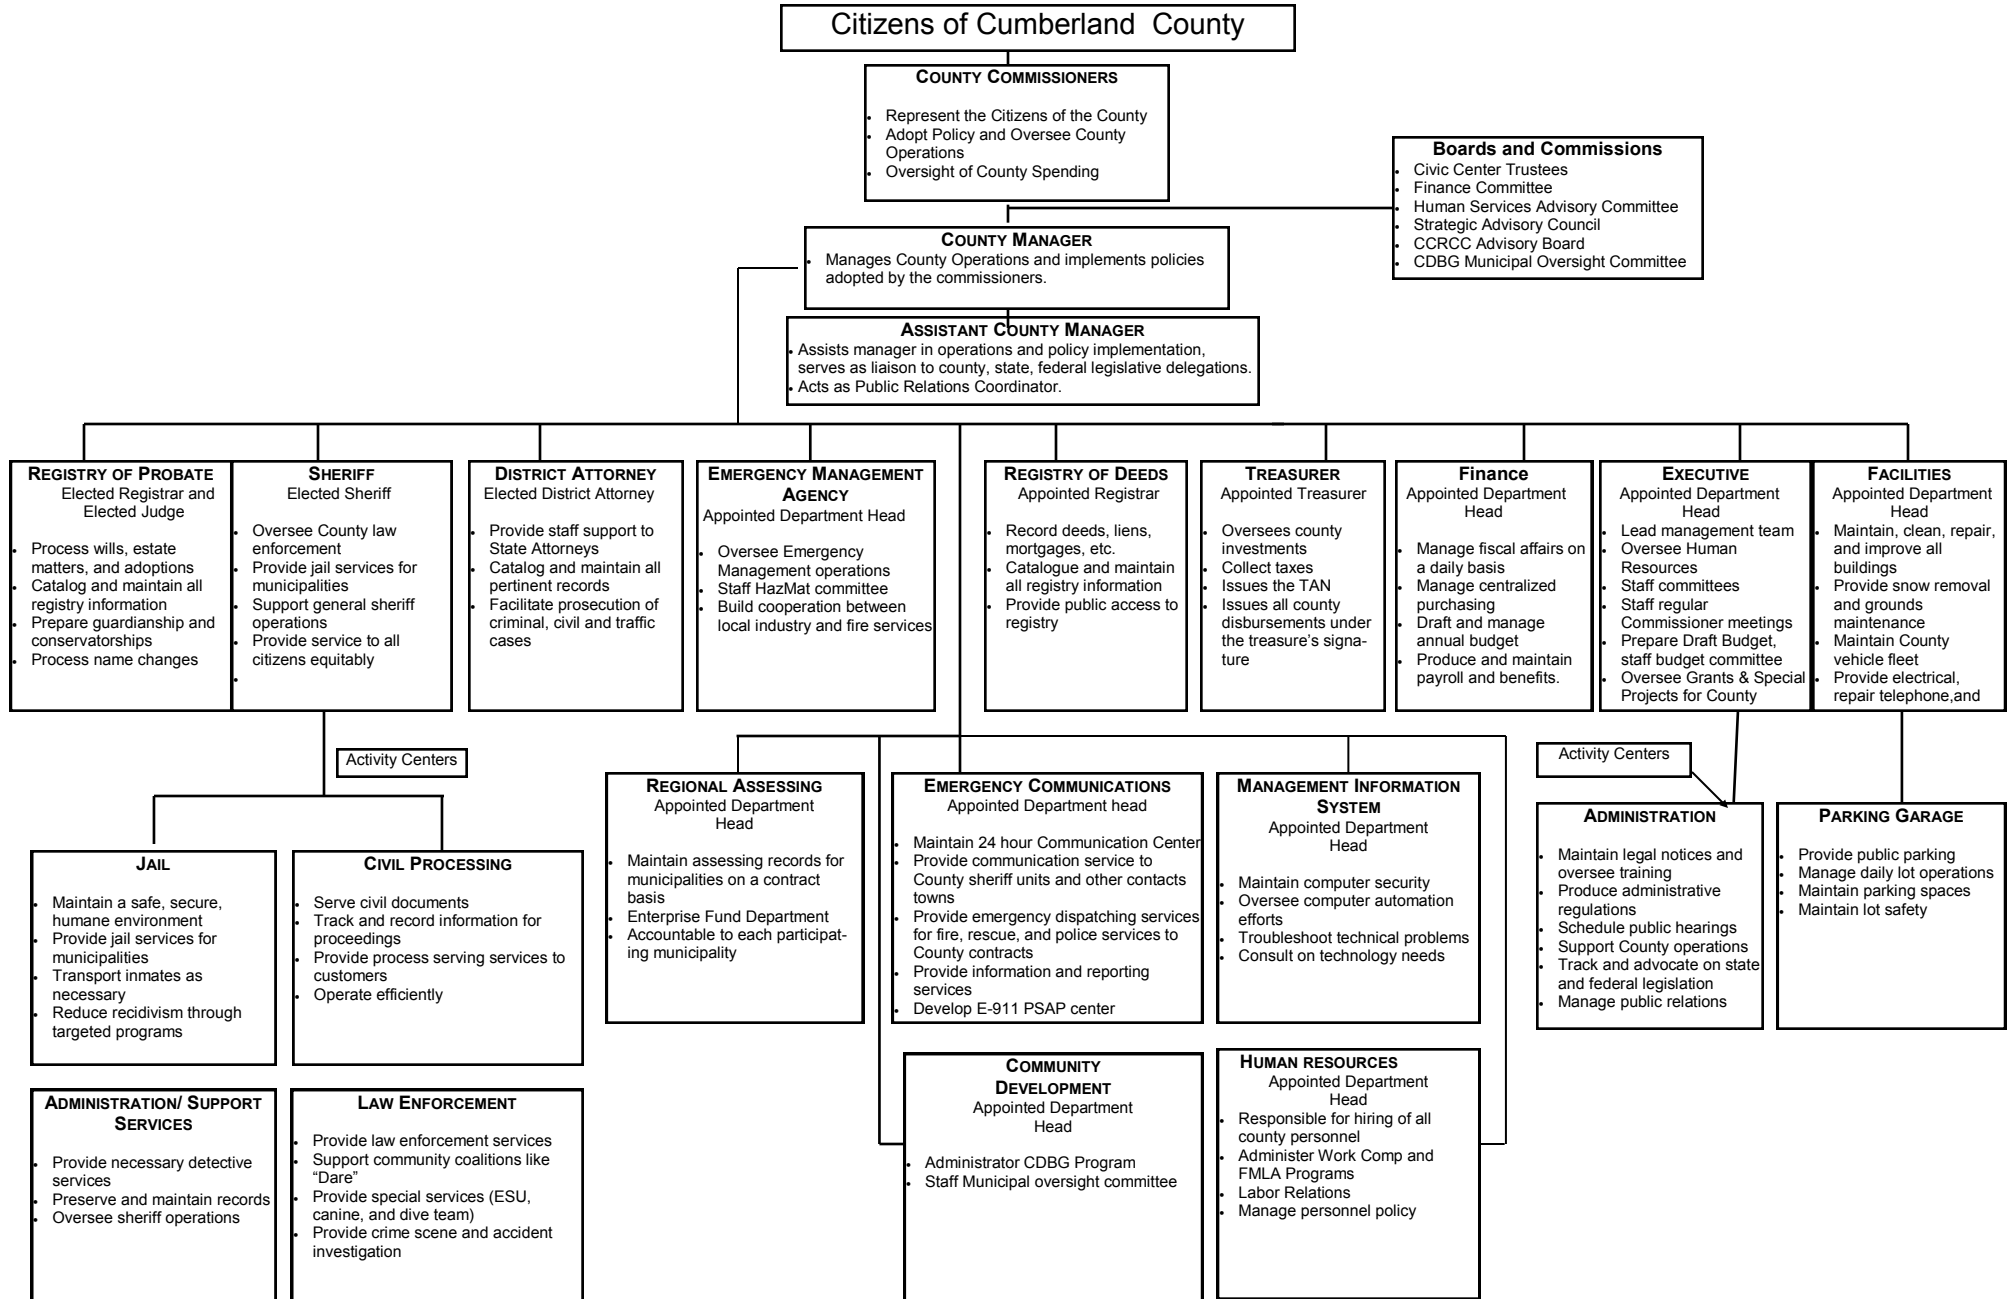 Citizens of Cumberland  County
COUNTY COMMISSIONERS
• Represent the Citizens of the County
• Adopt Policy and Oversee County
Operations
• Oversight of County Spending
Boards and Commissions
• Civic Center Trustees
• Finance Committee
• Human Services Advisory Committee
• Strategic Advisory Council
• CCRCC Advisory Board
• CDBG Municipal Oversight Committee
COUNTY MANAGER
• Manages County Operations and implements policies
adopted by the commissioners.
ASSISTANT COUNTY MANAGER
• Assists manager in operations and policy implementation,
serves as liaison to county, state, federal legislative delegations.
• Acts as Public Relations Coordinator.
REGISTRY OF PROBATE
Elected Registrar and
Elected Judge
• Process wills, estate
matters, and adoptions
• Catalog and maintain all
registry information
• Prepare guardianship and
conservatorships
• Process name changes
SHERIFF
Elected Sheriff
• Oversee County law
enforcement
• Provide jail services for
municipalities
• Support general sheriff
operations
• Provide service to all
citizens equitably
•
DISTRICT ATTORNEY
Elected District Attorney
• Provide staff support to
State Attorneys
• Catalog and maintain all
pertinent records
• Facilitate prosecution of
criminal, civil and traffic
cases
EMERGENCY MANAGEMENT
AGENCY
Appointed Department Head
• Oversee Emergency
Management operations
• Staff HazMat committee
• Build cooperation between
local industry and fire services
REGISTRY OF DEEDS
Appointed Registrar
• Record deeds, liens,
mortgages, etc.
• Catalogue and maintain
all registry information
• Provide public access to
registry
TREASURER
Appointed Treasurer
• Oversees county
investments
• Collect taxes
• Issues the TAN
• Issues all county
disbursements under
the treasure’s signa-
ture
Finance
Appointed Department
Head
• Manage fiscal affairs on
a daily basis
• Manage centralized
purchasing
• Draft and manage
annual budget
• Produce and maintain
payroll and benefits.
EXECUTIVE
Appointed Department
Head
• Lead management team
• Oversee Human
Resources
• Staff committees
• Staff regular
Commissioner meetings
• Prepare Draft Budget,
staff budget committee
• Oversee Grants & Special
Projects for County
FACILITIES
Appointed Department
Head
• Maintain, clean, repair,
and improve all
buildings
• Provide snow removal
and grounds
maintenance
• Maintain County
vehicle fleet
• Provide electrical,
repair telephone,and
Activity Centers
JAIL
• Maintain a safe, secure,
humane environment
• Provide jail services for
municipalities
• Transport inmates as
necessary
• Reduce recidivism through
targeted programs
CIVIL PROCESSING
• Serve civil documents
• Track and record information for
proceedings
• Provide process serving services to
customers
• Operate efficiently
REGIONAL ASSESSING
Appointed Department
Head
• Maintain assessing records for
municipalities on a contract
basis
• Enterprise Fund Department
• Accountable to each participat-
ing municipality
EMERGENCY COMMUNICATIONS
Appointed Department head
• Maintain 24 hour Communication Center
• Provide communication service to
County sheriff units and other contacts
towns
• Provide emergency dispatching services
for fire, rescue, and police services to
County contracts
• Provide information and reporting
services
• Develop E-911 PSAP center
MANAGEMENT INFORMATION
SYSTEM
Appointed Department
Head
• Maintain computer security
• Oversee computer automation
efforts
• Troubleshoot technical problems
• Consult on technology needs
Activity Centers
ADMINISTRATION
• Maintain legal notices and
oversee training
• Produce administrative
regulations
• Schedule public hearings
• Support County operations
• Track and advocate on state
and federal legislation
• Manage public relations
PARKING GARAGE
• Provide public parking
• Manage daily lot operations
• Maintain parking spaces
• Maintain lot safety
ADMINISTRATION/ SUPPORT
SERVICES
• Provide necessary detective
services
• Preserve and maintain records
• Oversee sheriff operations
LAW ENFORCEMENT
• Provide law enforcement services
• Support community coalitions like
“Dare”
• Provide special services (ESU,
canine, and dive team)
• Provide crime scene and accident
investigation
COMMUNITY
DEVELOPMENT
Appointed Department
Head
• Administrator CDBG Program
• Staff Municipal oversight committee
HUMAN RESOURCES
Appointed Department
Head
• Responsible for hiring of all
county personnel
• Administer Work Comp and
FMLA Programs
• Labor Relations
• Manage personnel policy